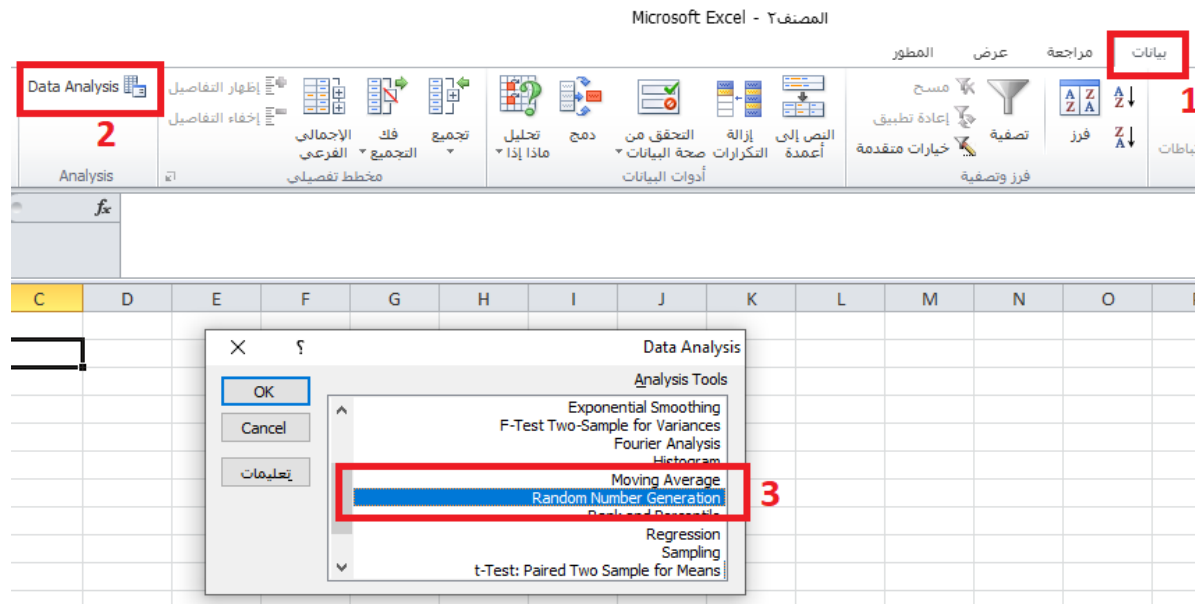 المصنف٢ - Microsoft Excel
بيانات
مراجعة
عرض
المطور
1
فرز
تصفية
مسح
إعادة تطبيق
خيارات متقدمة
فرز وتصفية
النص إلى أعمدة
إزالة التكرارات
التحقق من صحة البيانات
دمج
تحليل ماذا إذا
أدوات البيانات
تجميع
فك التجميع
الإجمالي الفرعي
إظهار التفاصيل
إخفاء التفاصيل
مخطط تفصيلي
Data Analysis
2
Analysis
fx
C D E F G H I J K L M N O
Data Analysis
؟
Analysis Tools
OK
Cancel
تعليمات
Exponential Smoothing
F-Test Two-Sample for Variances
Fourier Analysis
Histogram
Moving Average
Random Number Generation
3
Rank and Percentile
Regression
Sampling
t-Test: Paired Two Sample for Means